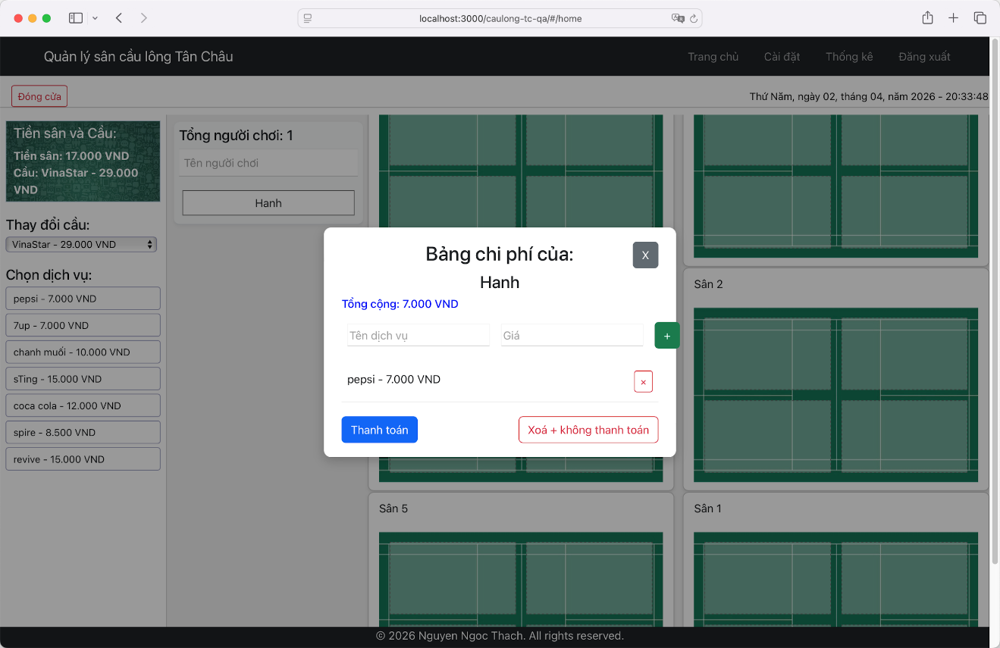 localhost:3000/caulong-tc-qa/#/home
Quản lý sân cầu lông Tân Châu
Trang chủ
Cài đặt
Thống kê
Đăng xuất
Đóng cửa
Thứ Năm, ngày 02, tháng 04, năm 2026 - 20:33:48
Tiền sân và Cầu:
Tiền sân: 17.000 VND
Cầu: VinaStar - 29.000
VND
Thay đổi cầu:
VinaStar - 29.000 VND
Chọn dịch vụ:
pepsi - 7.000 VND
7up - 7.000 VND
chanh muối - 10.000 VND
sTing - 15.000 VND
coca cola - 12.000 VND
spire - 8.500 VND
revive - 15.000 VND
Tổng người chơi: 1
Tên người chơi
Hanh
Bảng chi phí của:
X
Hanh
Tổng cộng: 7.000 VND
Tên dịch vụ
Giá
+
pepsi - 7.000 VND
×
Thanh toán
Xoá + không thanh toán
Sân 2
Sân 5
Sân 1
© 2026 Nguyen Ngoc Thach. All rights reserved.